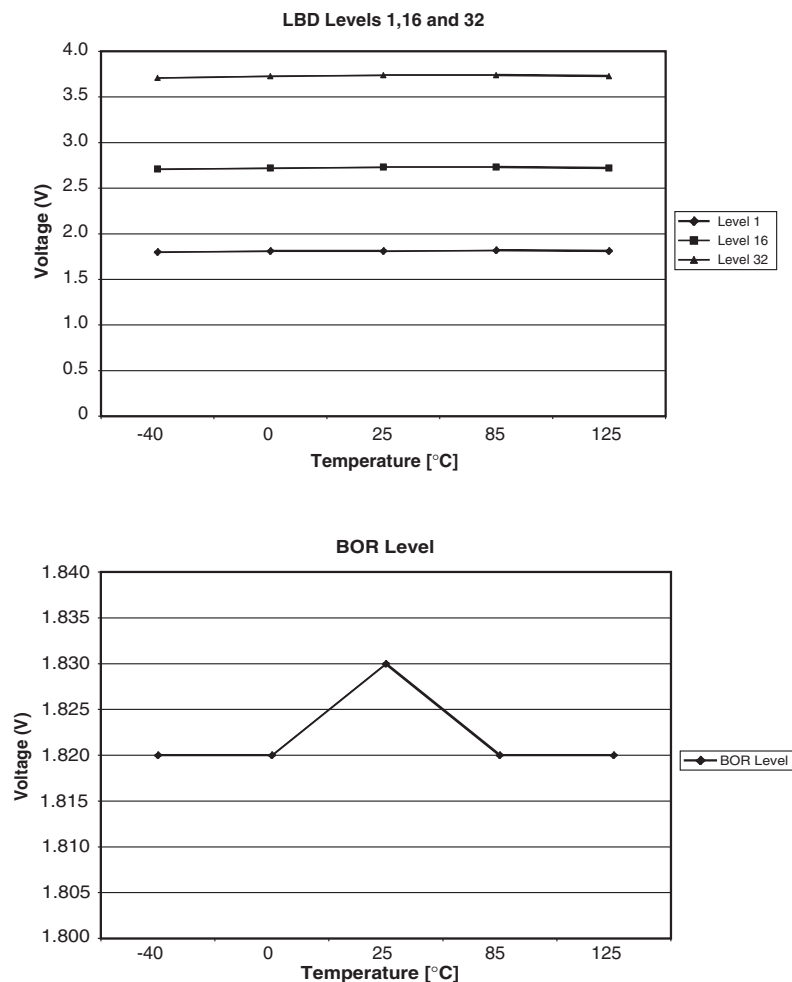 LBD Levels 1,16 and 32
4.0
3.5
3.0
2.5
2.0
1.5
1.0
0.5
0
Voltage (V)
-40 0 25 85 125
Temperature [°C]
Level 1
Level 16
Level 32
BOR Level
1.840
1.835
1.830
1.825
1.820
1.815
1.810
1.805
1.800
Voltage (V)
-40 0 25 85 125
Temperature [°C]
BOR Level